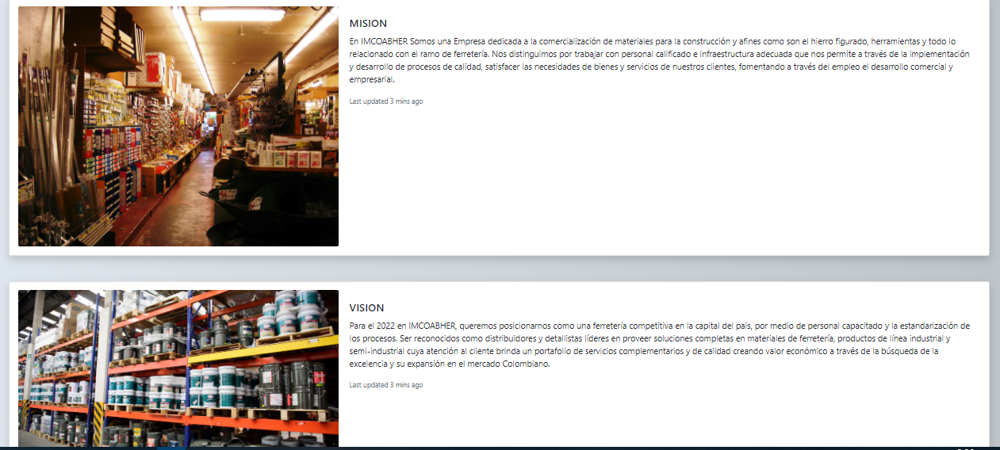 MISION
En IMCOABHER Somos una Empresa dedicada a la comercialización de materiales para la construcción y afines como son el hierro figurado, herramientas y todo lo
relacionado con el ramo de ferretería. Nos distinguimos por trabajar con personal calificado e infraestructura adecuada que nos permite a través de la implementación
y desarrollo de procesos de calidad, satisfacer las necesidades de bienes y servicios de nuestros clientes, fomentando a través del empleo el desarrollo comercial y
empresarial.
Last updated 3 mins ago
VISION
Para el 2022 en IMCOABHER, queremos posicionarnos como una ferretería competitiva en la capital del pais, por medio de personal capacitado y la estandarización de
los procesos. Ser reconocidos como distribuidores y detallistas líderes en proveer soluciones completas en materiales de ferretería, productos de línea industrial y
semi-industrial cuya atención al cliente brinda un portafolio de servicios complementarios y de calidad creando valor económico a través de la búsqueda de la
excelencia y su expansión en el mercado Colombiano.
Last updated 3 mins ago